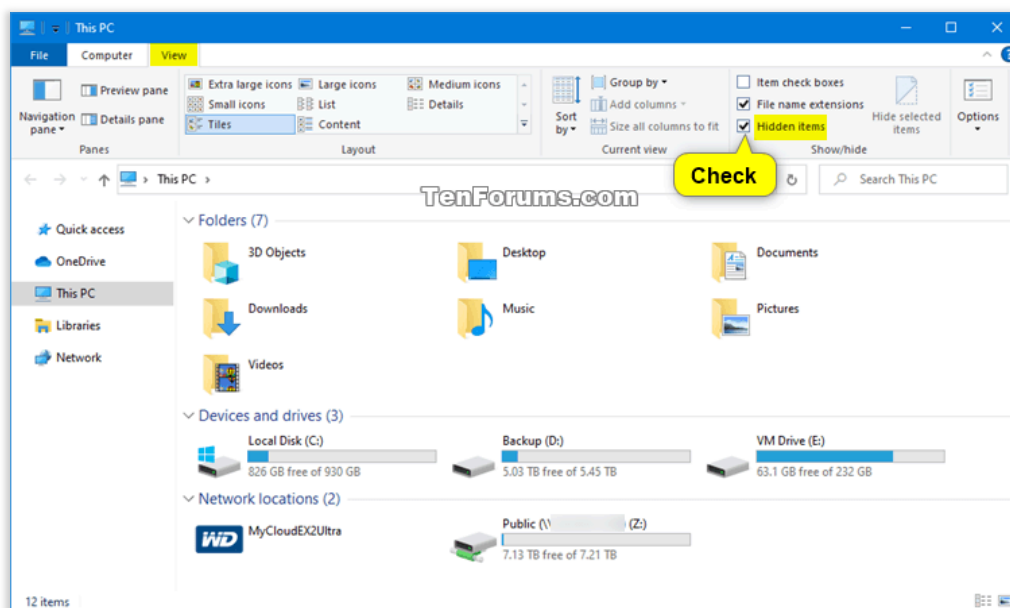 This PC
File Computer View
Preview pane Extra large icons Large icons Medium icons Group by Item check boxes
Navigation pane Details pane Small icons List Details Sort by Add columns File name extensions Hide selected items Options
Tiles Content Size all columns to fit Hidden items
Panes Layout Current view Show/hide
Check
This PC Search This PC
TenForums.com
Quick access
OneDrive
This PC
Libraries
Network
Folders (7)
3D Objects Desktop Documents
Downloads Music Pictures
Videos
Devices and drives (3)
Local Disk (C:) Backup (D:) VM Drive (E:)
826 GB free of 930 GB 5.03 TB free of 5.45 TB 63.1 GB free of 232 GB
Network locations (2)
WD MyCloudEX2Ultra Public (\\ ) (Z:)
7.13 TB free of 7.21 TB
12 items